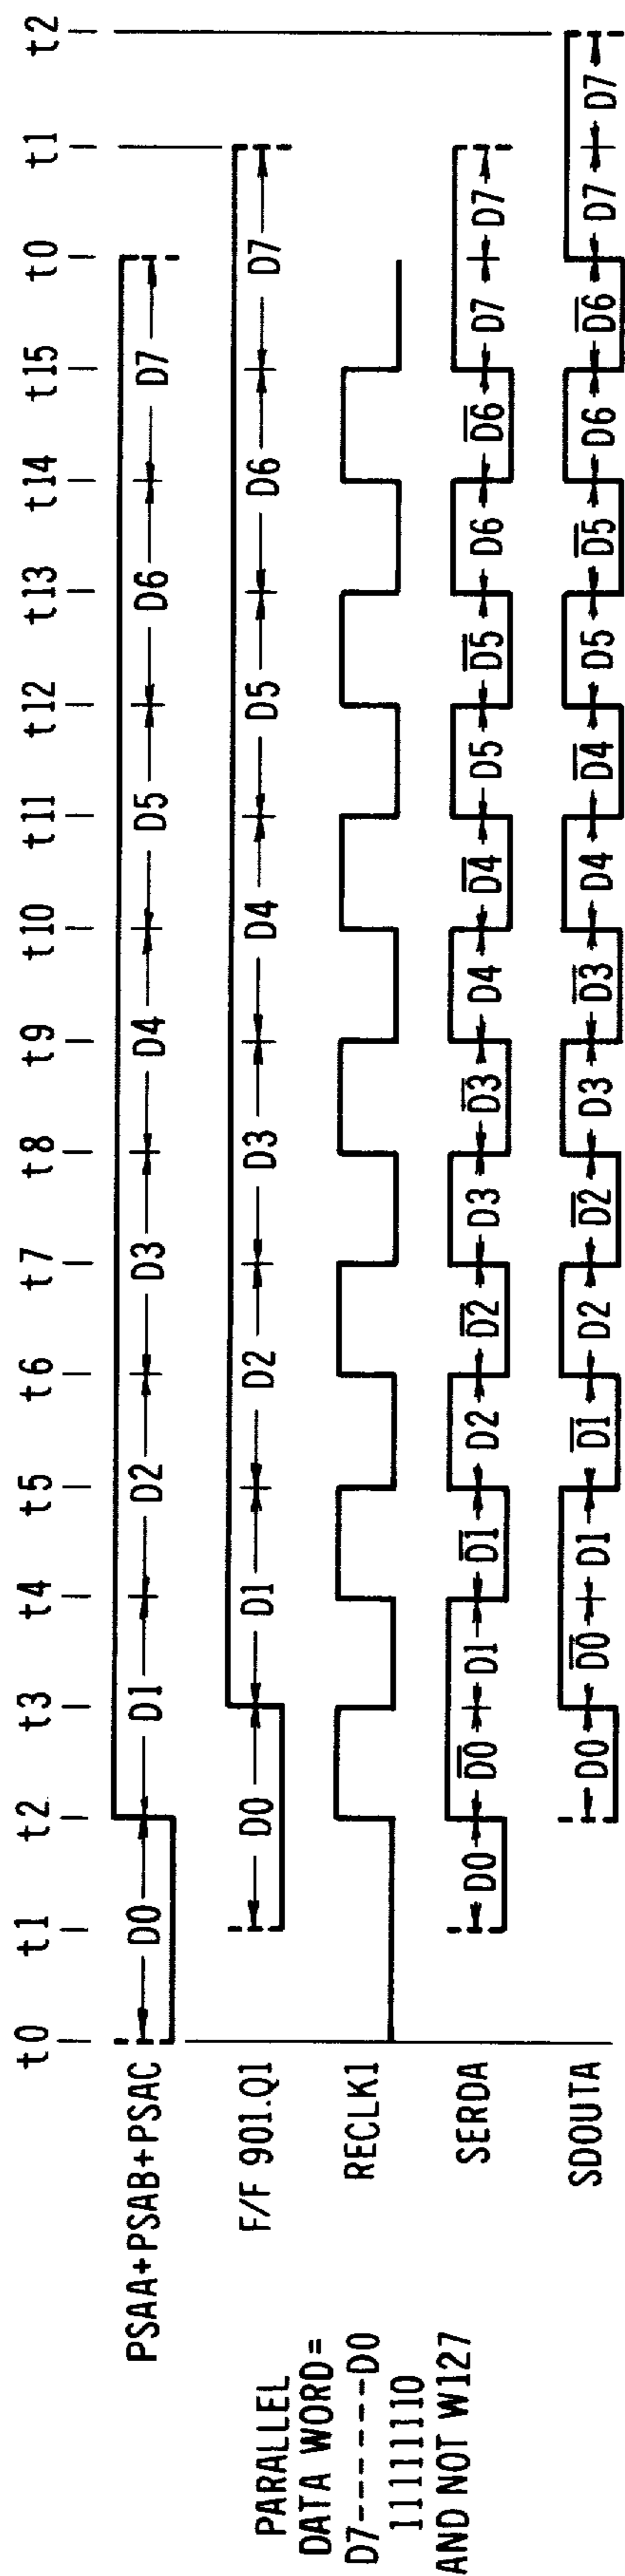 t0 t1 t2 t3 t4 t5 t6 t7 t8 t9 t10 t11 t12 t13 t14 t15 t0 t1 t2
PSAA+PSAB+PSAC D0 D1 D2 D3 D4 D5 D6 D7
F/F 901.Q1 D0 D1 D2 D3 D4 D5 D6 D7
RECLK1
SERDA D0 D̅0̅ D1 D̅1̅ D2 D̅2̅ D3 D̅3̅ D4 D̅4̅ D5 D̅5̅ D6 D̅6̅ D7 D7
SDOUTA D0 D̅0̅ D1 D̅1̅ D2 D̅2̅ D3 D̅3̅ D4 D̅4̅ D5 D̅5̅ D6 D̅6̅ D7 D7
PARALLEL
DATA WORD=
D7-------D0
11111110
AND NOT W127